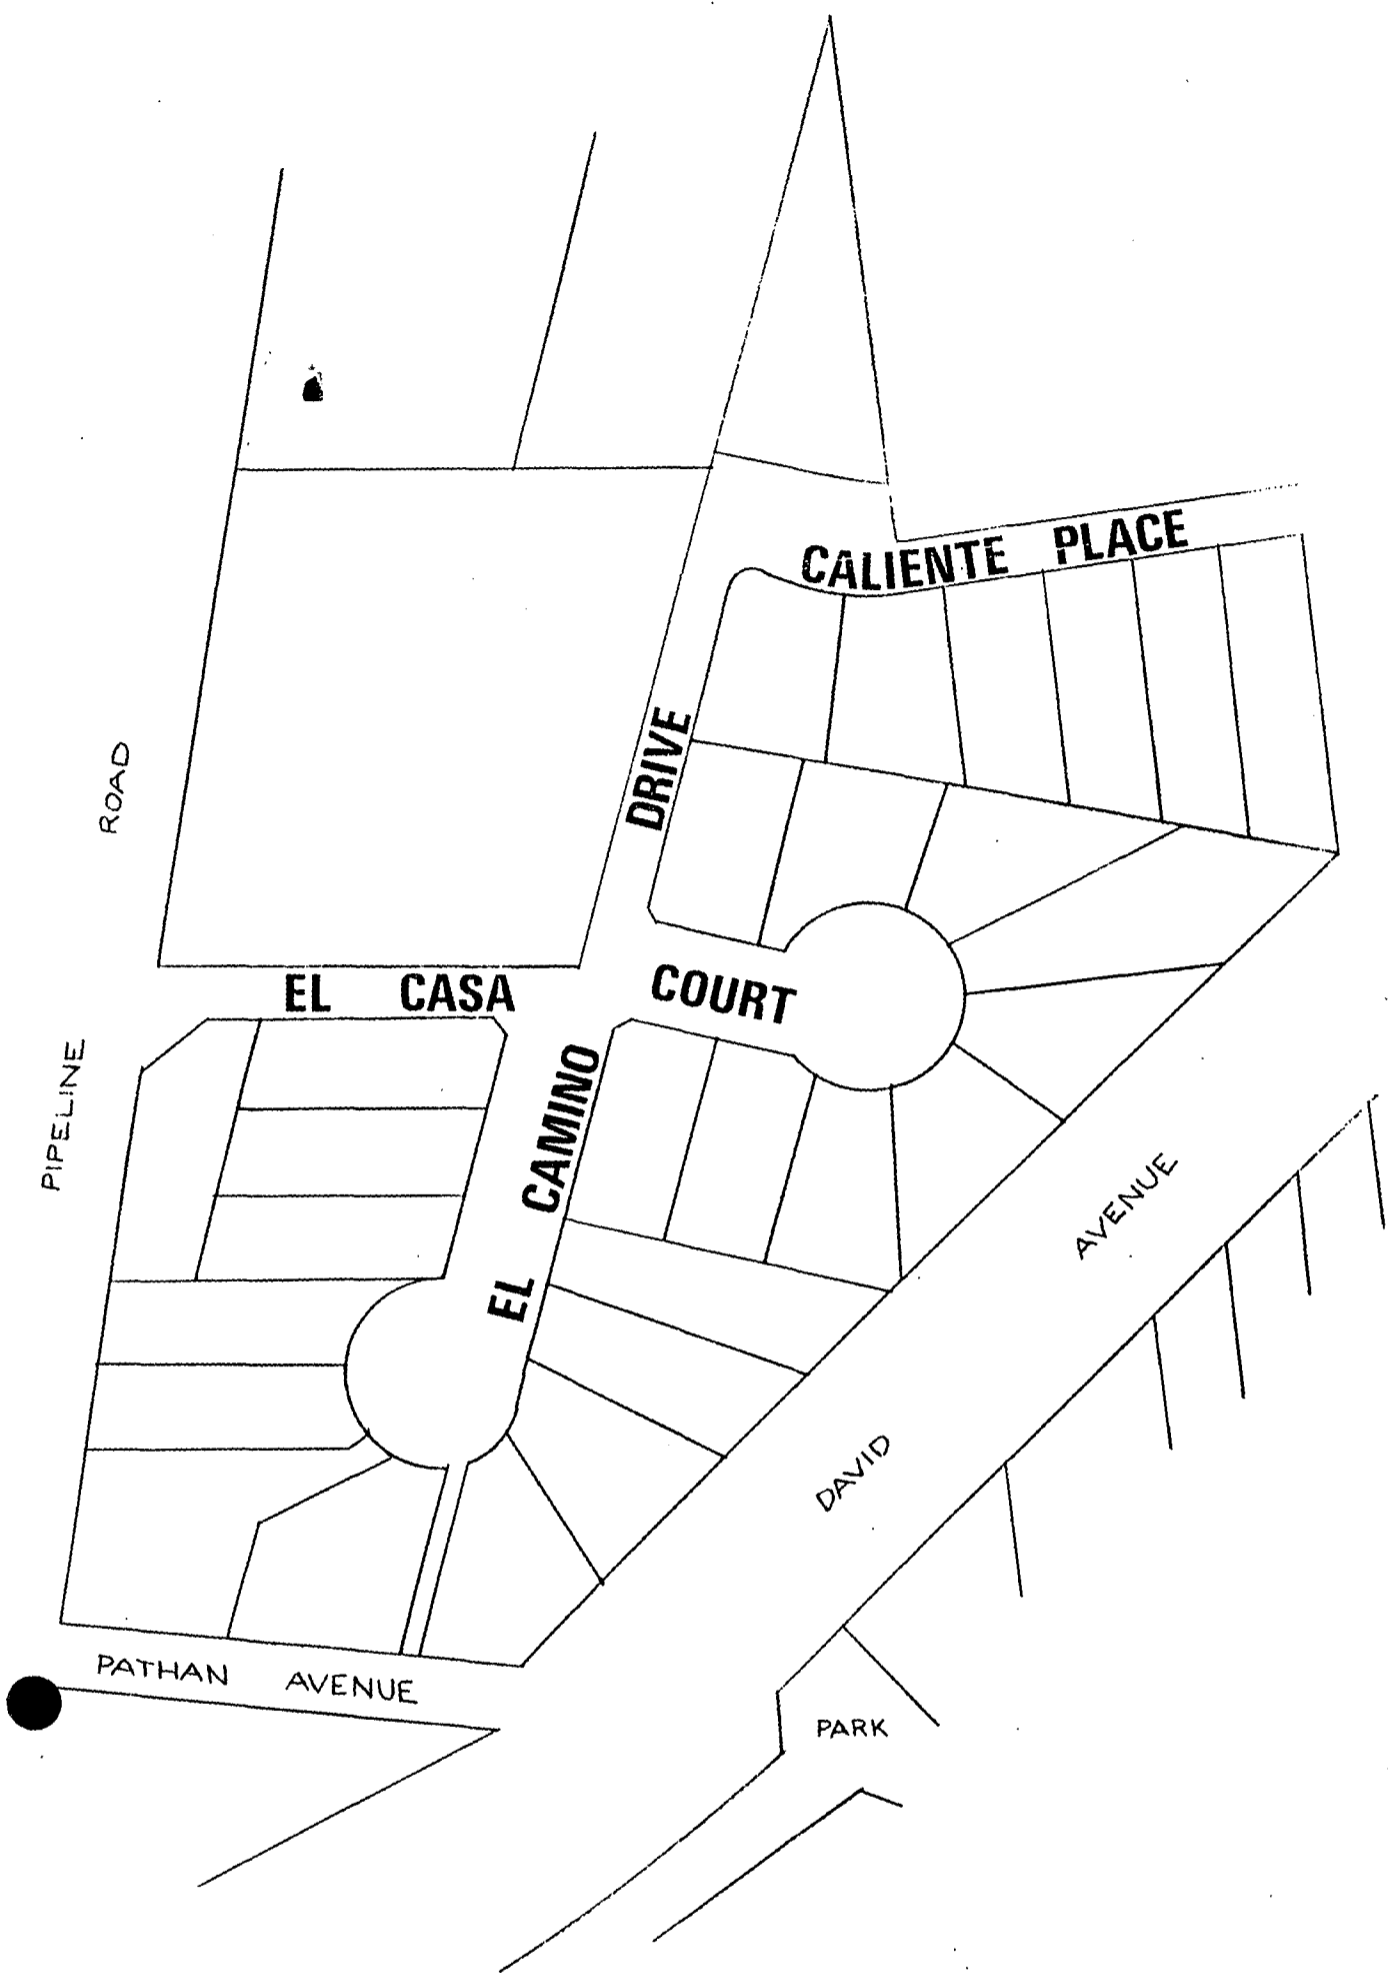 CALIENTE PLACE
EL CASA COURT
EL CAMINO DRIVE
PIPELINE ROAD
DAVID AVENUE
PATHAN AVENUE
PARK